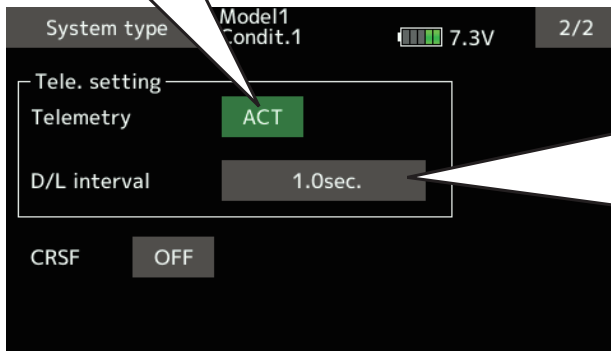 System type Model1 7.3V 2/2
Condit.1
Tele. setting
Telemetry ACT
D/L interval 1.0sec.
CRSF OFF